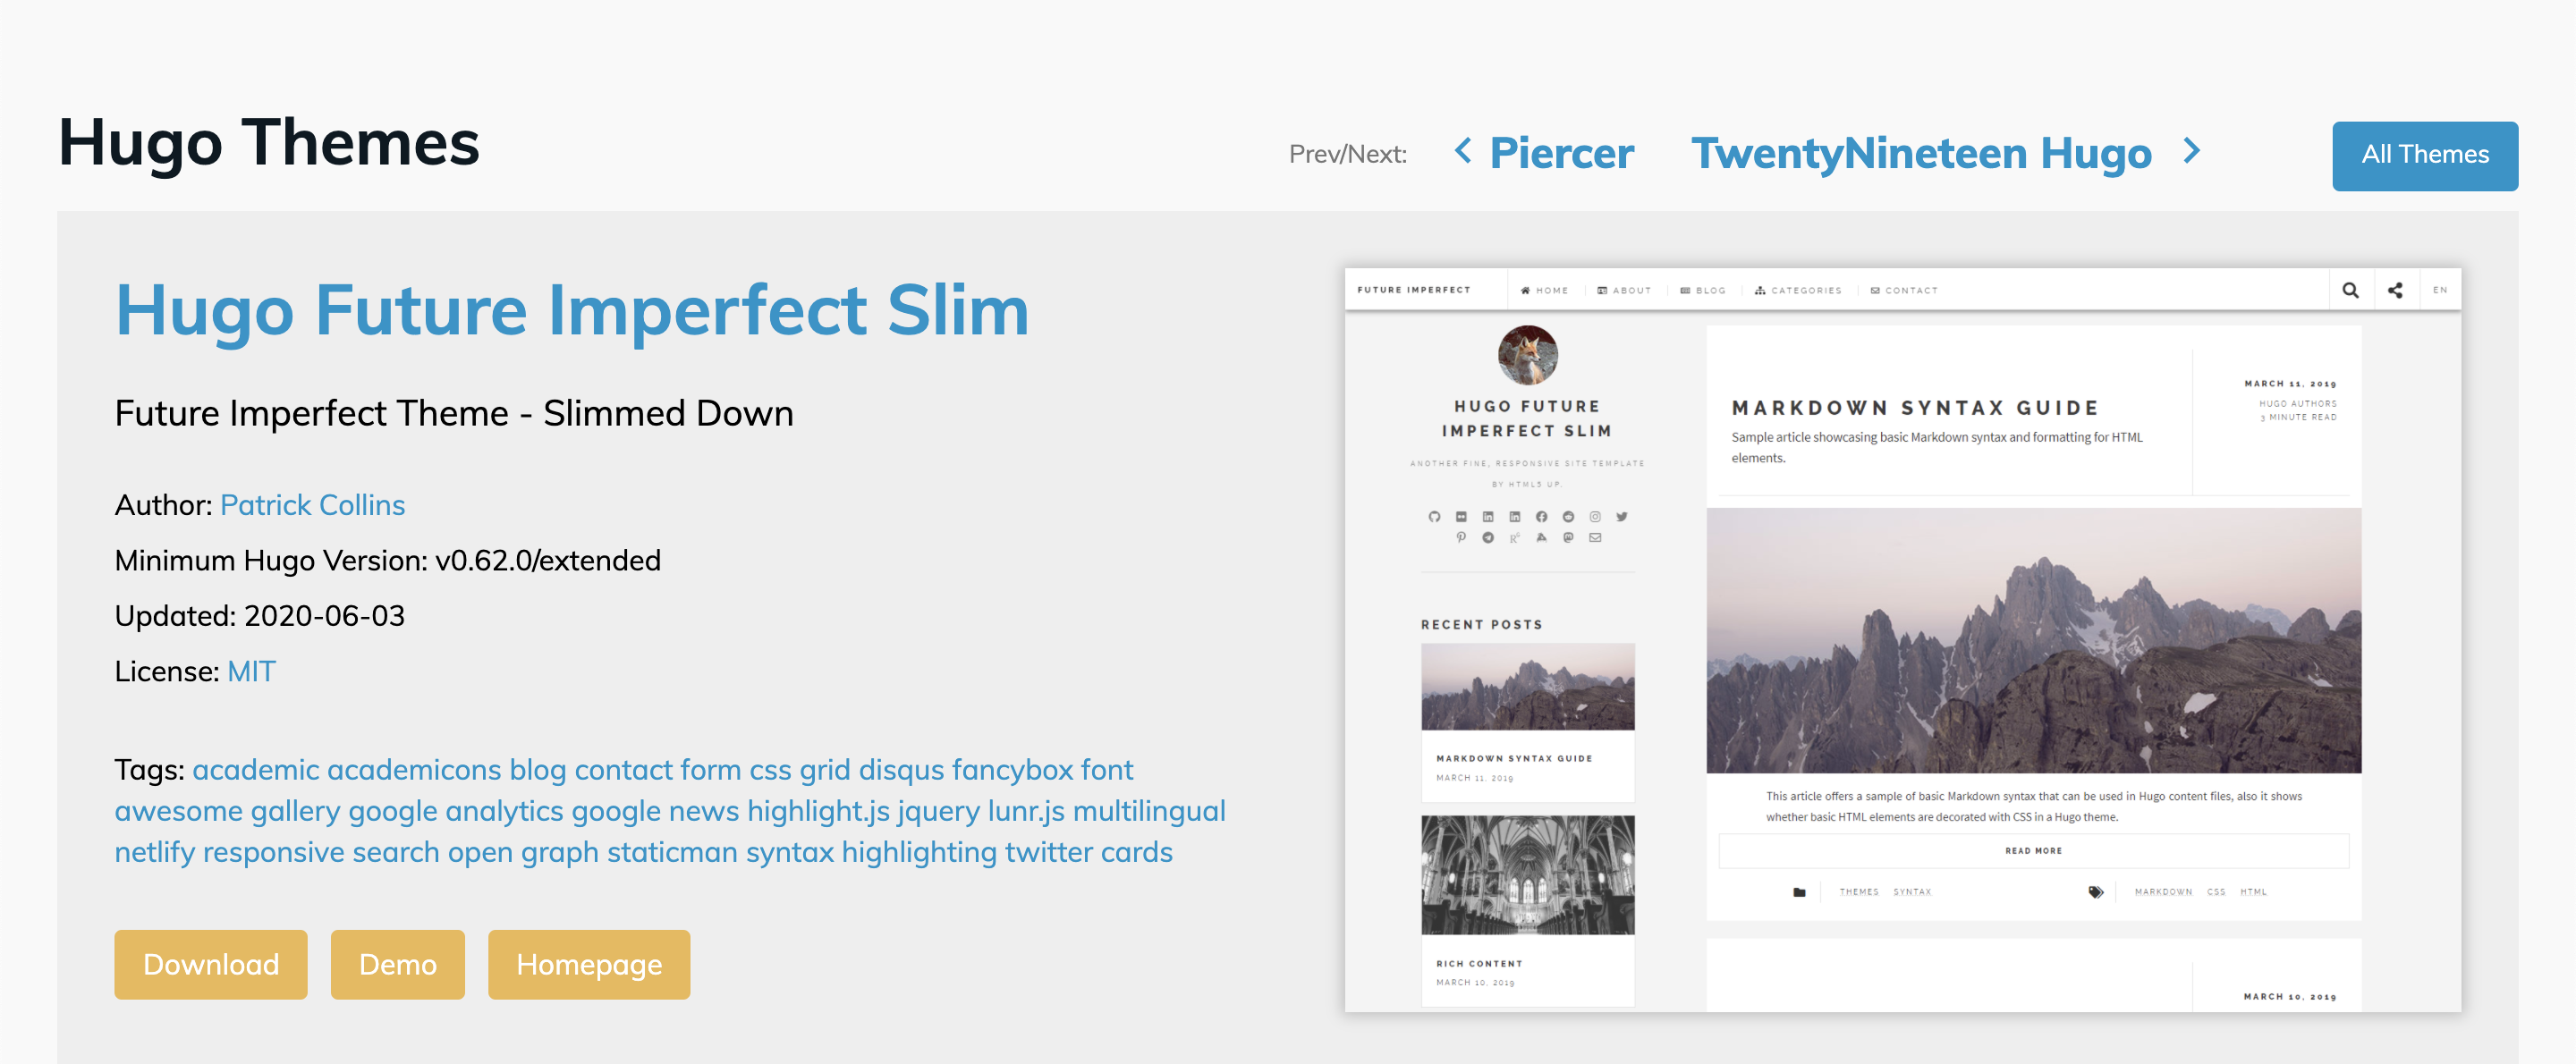 Hugo Themes
Prev/Next:
Piercer
TwentyNineteen Hugo
All Themes
Hugo Future Imperfect Slim
Future Imperfect Theme - Slimmed Down
Author: Patrick Collins
Minimum Hugo Version: v0.62.0/extended
Updated: 2020-06-03
License: MIT
Tags: academic academicons blog contact form css grid disqus fancybox font
awesome gallery google analytics google news highlight.js jquery lunr.js multilingual
netlify responsive search open graph staticman syntax highlighting twitter cards
Download
Demo
Homepage
FUTURE IMPERFECT
HOME
ABOUT
BLOG
CATEGORIES
CONTACT
EN
HUGO FUTURE
IMPERFECT SLIM
ANOTHER FINE, RESPONSIVE SITE TEMPLATE
BY HTML5 UP.
RECENT POSTS
MARKDOWN SYNTAX GUIDE
MARCH 11, 2019
RICH CONTENT
MARCH 10, 2019
MARKDOWN SYNTAX GUIDE
Sample article showcasing basic Markdown syntax and formatting for HTML
elements.
MARCH 11, 2019
HUGO AUTHORS
3 MINUTE READ
This article offers a sample of basic Markdown syntax that can be used in Hugo content files, also it shows
whether basic HTML elements are decorated with CSS in a Hugo theme.
READ MORE
THEMES SYNTAX
MARKDOWN CSS HTML
MARCH 10, 2019